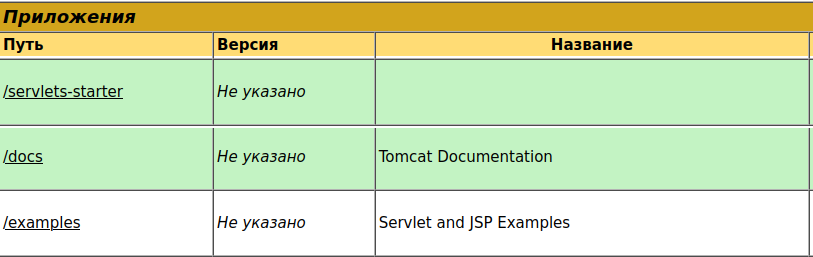 Приложения
Путь Версия Название
/servlets-starter Не указано
/docs Не указано Tomcat Documentation
/examples Не указано Servlet and JSP Examples